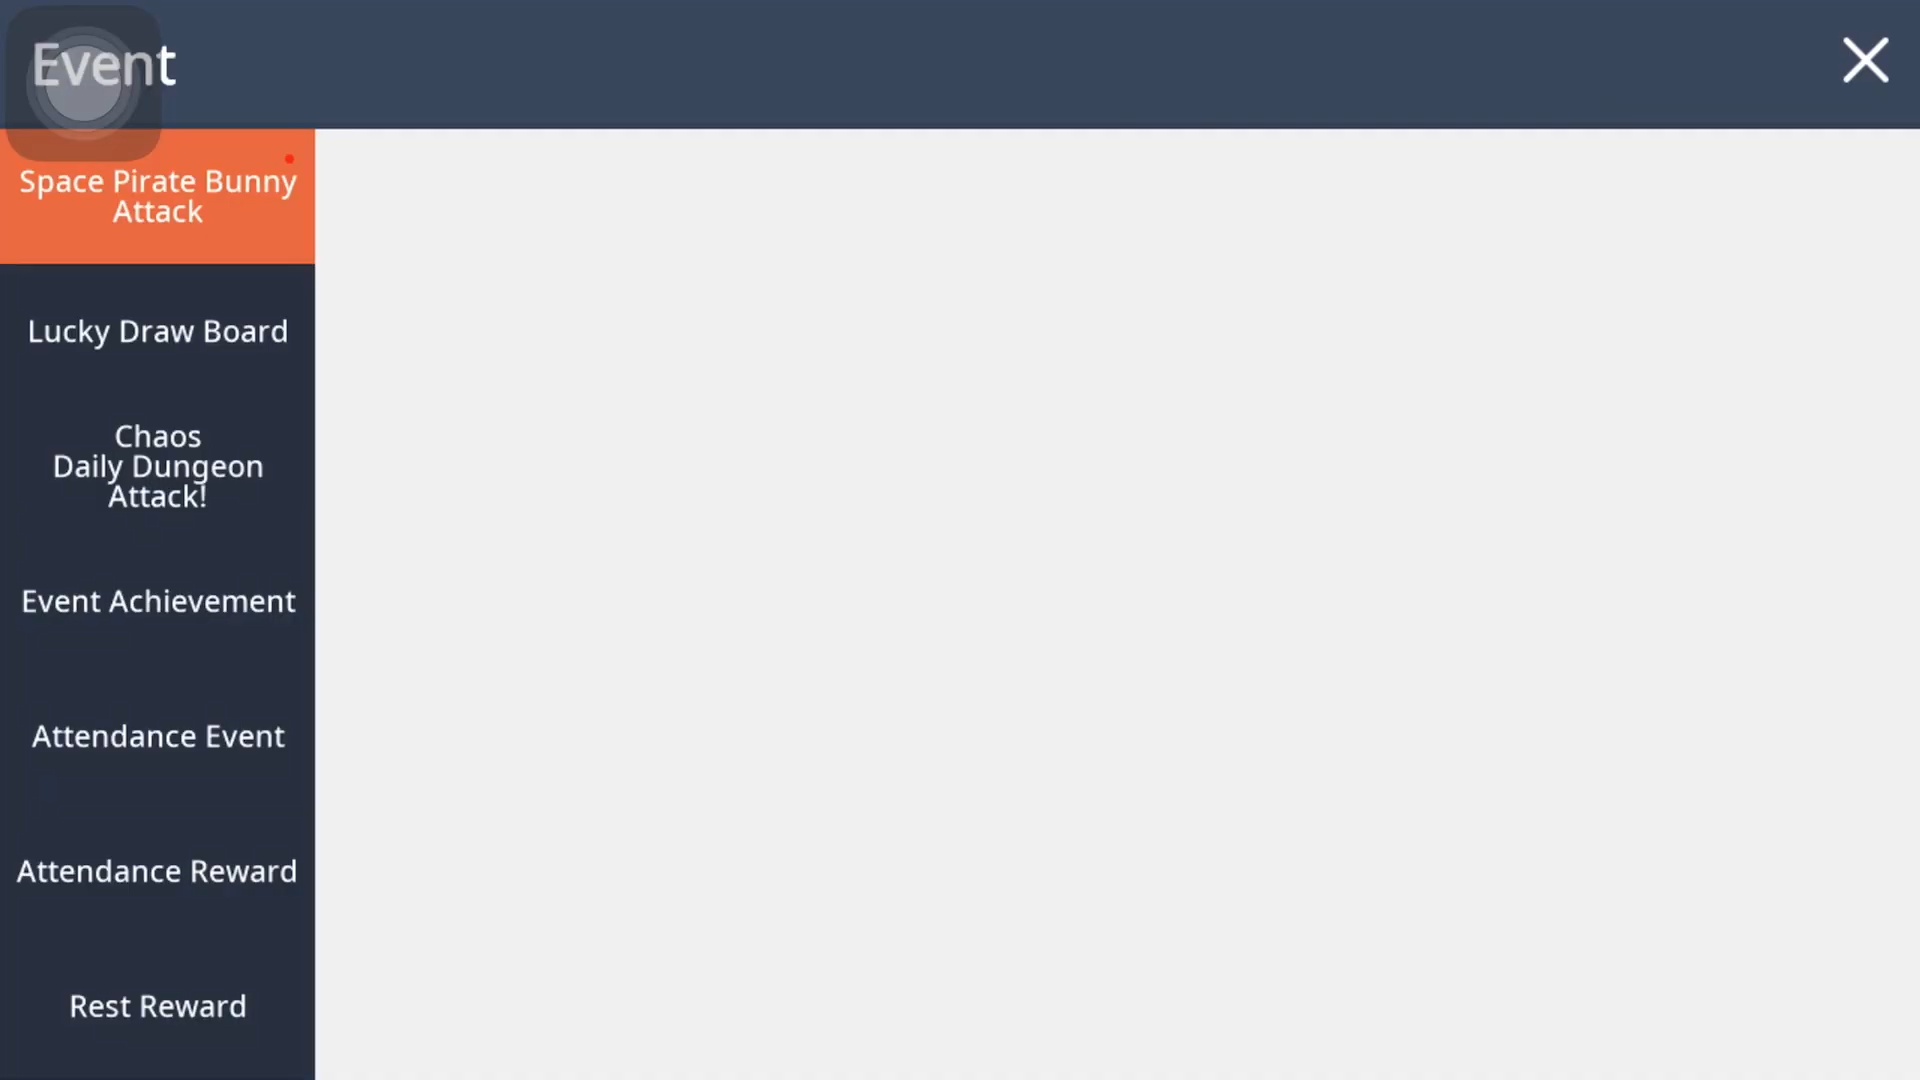 Event
Space Pirate Bunny
Attack
Lucky Draw Board
Chaos
Daily Dungeon
Attack!
Event Achievement
Attendance Event
Attendance Reward
Rest Reward